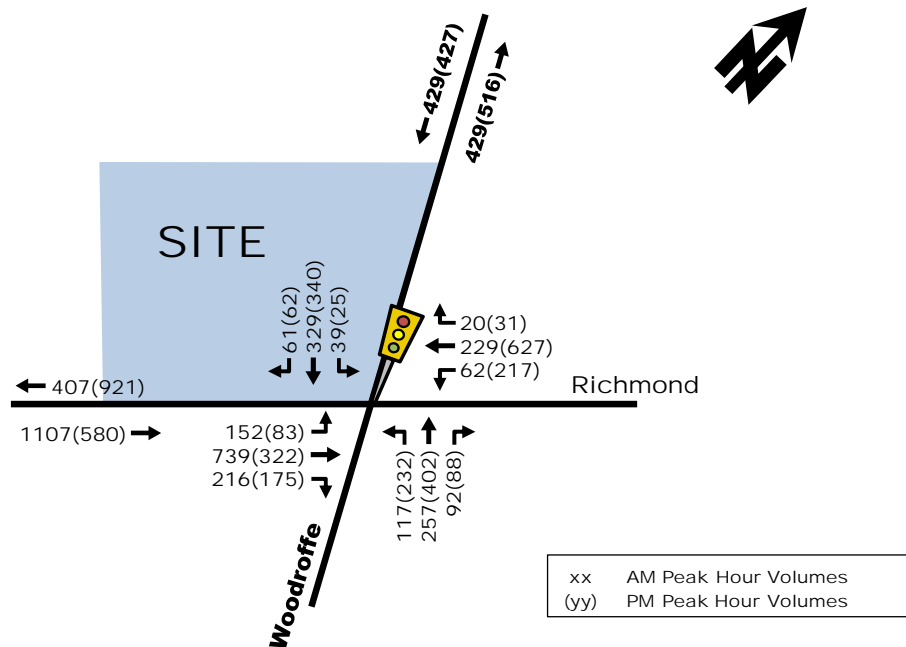 429(427)
429(516)
SITE
61(62)
329(340)
39(25)
20(31)
229(627)
62(217)
Richmond
407(921)
1107(580)
152(83)
739(322)
216(175)
117(232)
257(402)
92(88)
Woodroffe
xx AM Peak Hour Volumes
(yy) PM Peak Hour Volumes
N